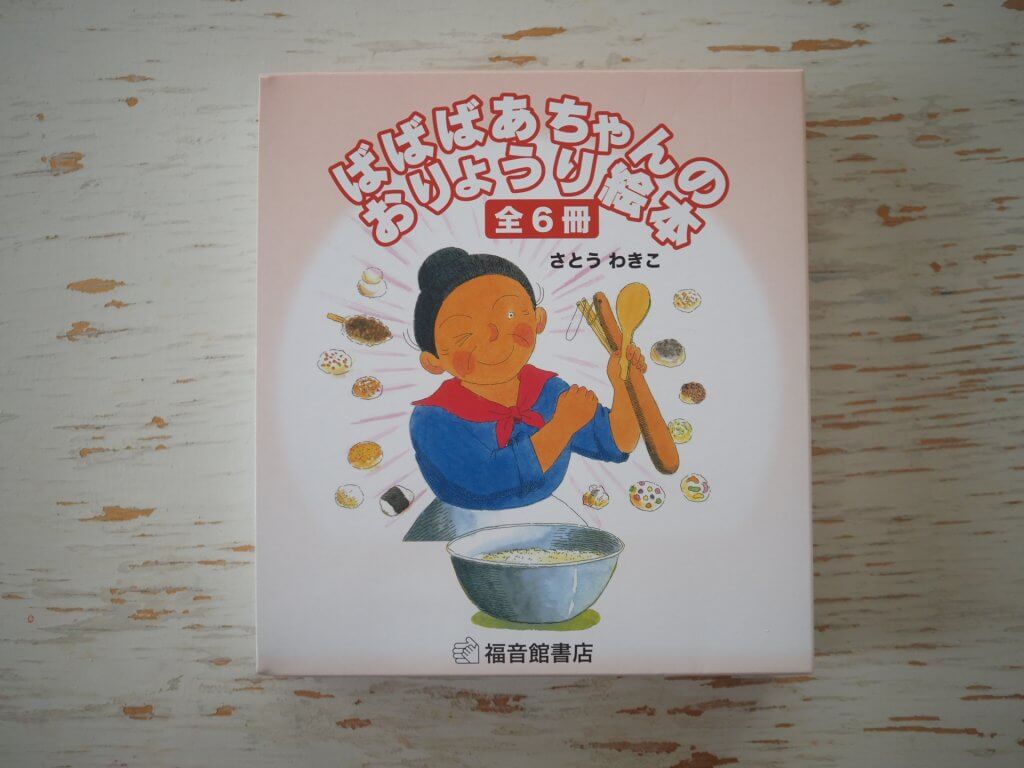 ばばばあちゃんの
おりょうり絵本
全6冊
さとう わきこ
福音館書店